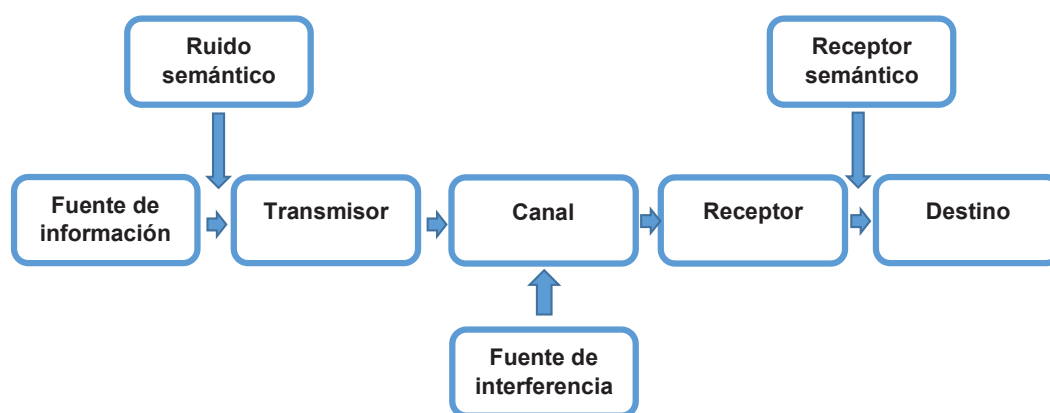 Ruido
semántico
Receptor
semántico
Fuente de
información
Transmisor
Canal
Receptor
Destino
Fuente de
interferencia